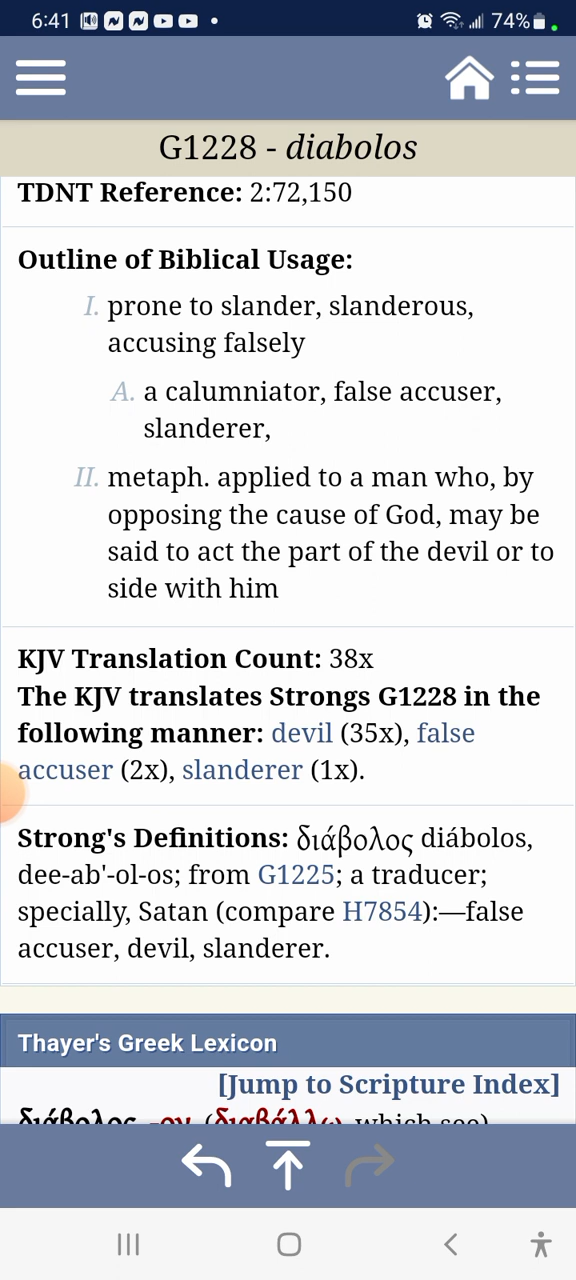 6:41
74%
G1228 - diabolos
TDNT Reference: 2:72,150
Outline of Biblical Usage:
I. prone to slander, slanderous,
accusing falsely
A. a calumniator, false accuser,
slanderer,
II. metaph. applied to a man who, by
opposing the cause of God, may be
said to act the part of the devil or to
side with him
KJV Translation Count: 38x
The KJV translates Strongs G1228 in the
following manner: devil (35x), false
accuser (2x), slanderer (1x).
Strong's Definitions: διάβολος diábolos,
dee-ab'-ol-os; from G1225; a traducer;
specially, Satan (compare H7854):—false
accuser, devil, slanderer.
Thayer's Greek Lexicon
[Jump to Scripture Index]
διάβολος, -ον, (διαβάλλω, which see),